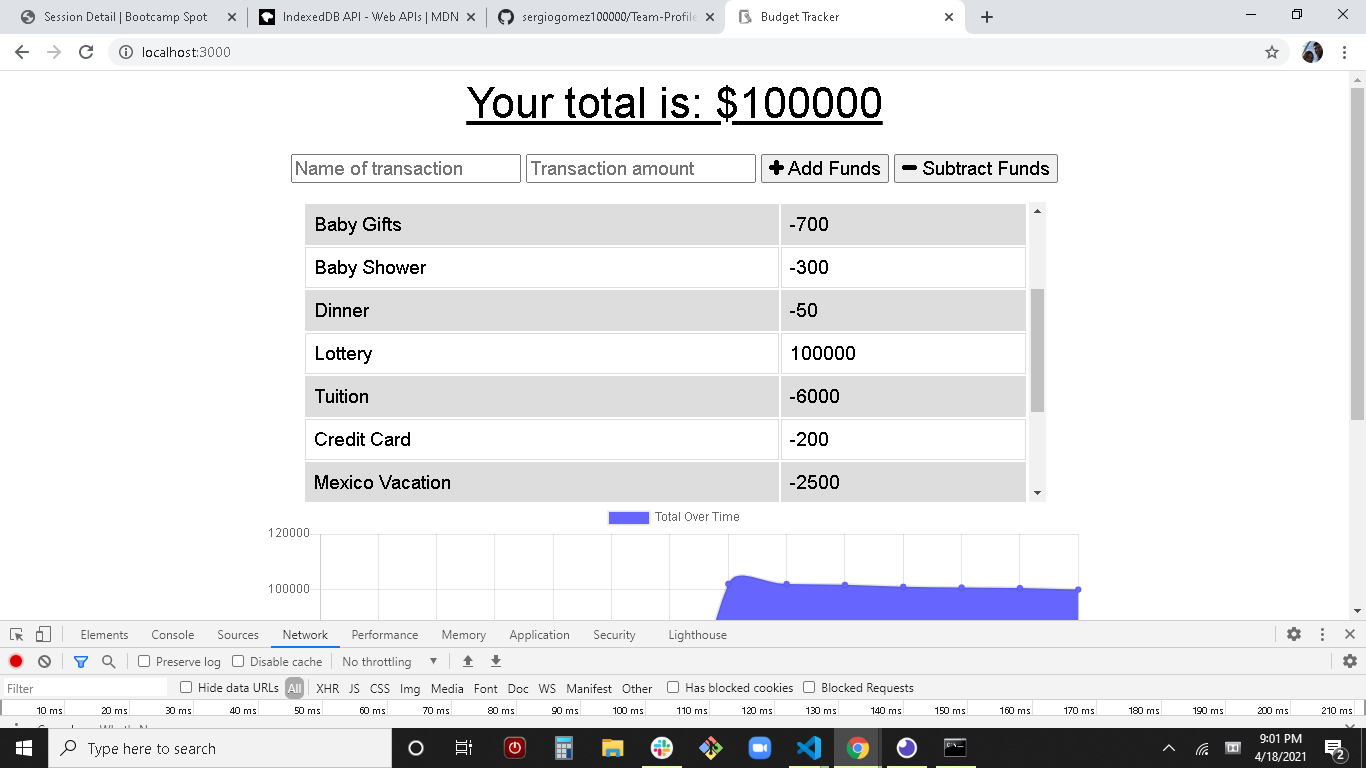 Session Detail | Bootcamp Spot
IndexedDB API - Web APIs | MDN
sergiogomez100000/Team-Profile
Budget Tracker
localhost:3000
Your total is: $100000
Name of transaction Transaction amount Add Funds Subtract Funds
Baby Gifts -700
Baby Shower -300
Dinner -50
Lottery 100000
Tuition -6000
Credit Card -200
Mexico Vacation -2500
Total Over Time
120000
100000
Elements Console Sources Network Performance Memory Application Security Lighthouse
Preserve log Disable cache No throttling
Filter Hide data URLs All XHR JS CSS Img Media Font Doc WS Manifest Other Has blocked cookies Blocked Requests
10 ms 20 ms 30 ms 40 ms 50 ms 60 ms 70 ms 80 ms 90 ms 100 ms 110 ms 120 ms 130 ms 140 ms 150 ms 160 ms 170 ms 180 ms 190 ms 200 ms 210 ms
Type here to search
9:01 PM
4/18/2021
2